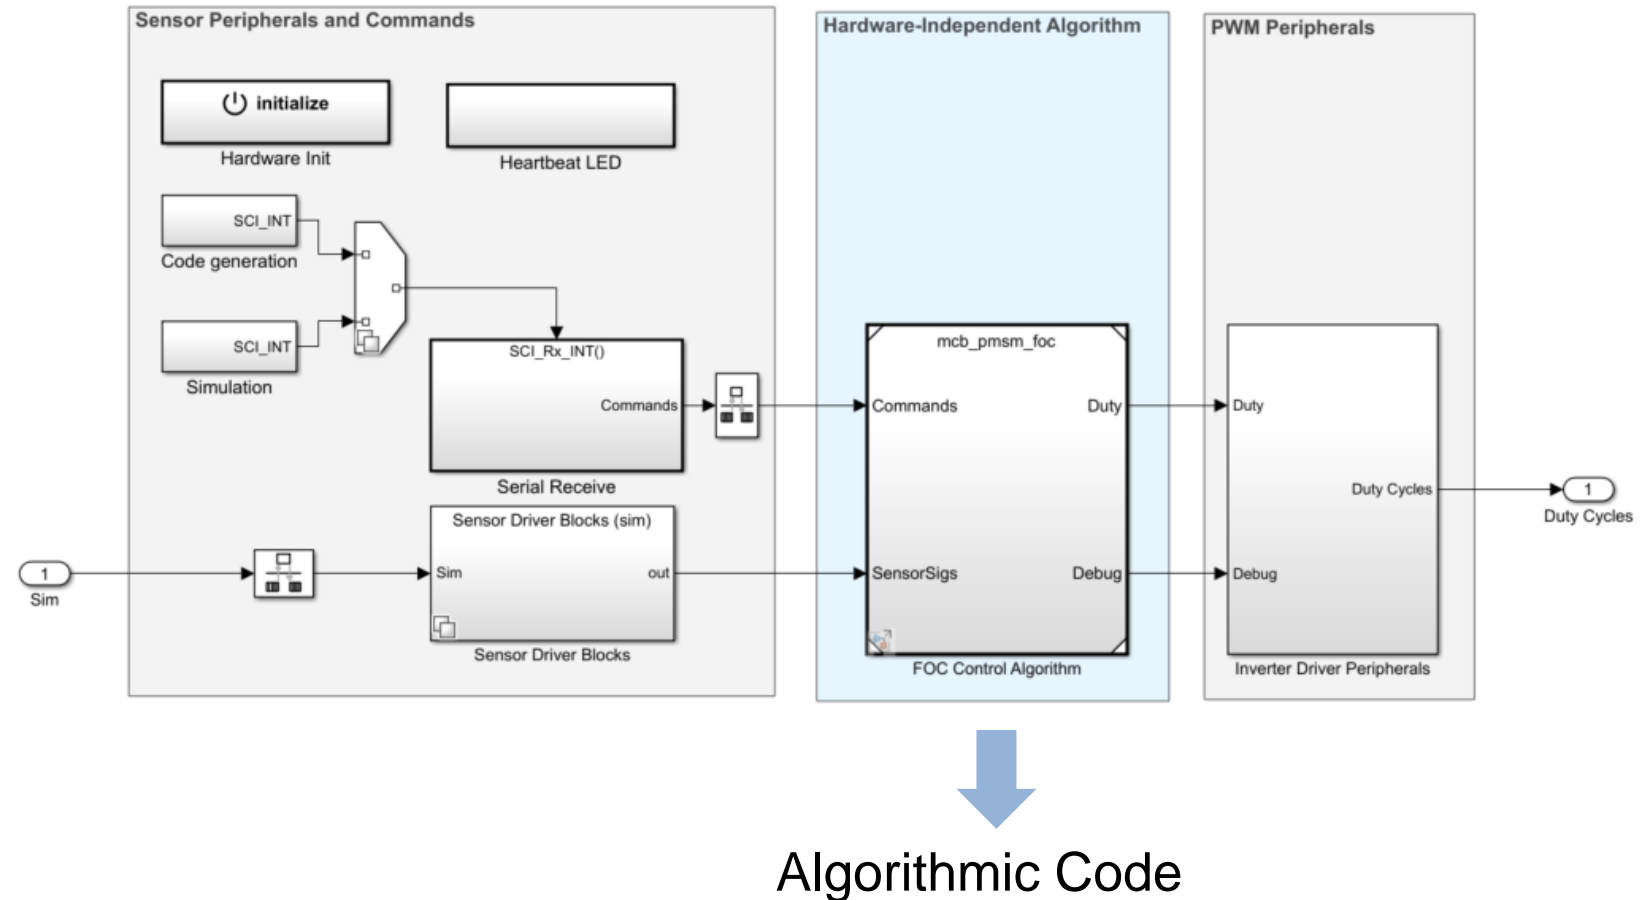 Sensor Peripherals and Commands
Hardware-Independent Algorithm
PWM Peripherals
initialize
Hardware Init
Heartbeat LED
SCI_INT
Code generation
SCI_INT
Simulation
SCI_Rx_INT()
Commands
Serial Receive
Sensor Driver Blocks (sim)
Sim
out
Sensor Driver Blocks
1
Sim
mcb_pmsm_foc
Commands
Duty
SensorSigs
Debug
FOC Control Algorithm
Duty
Duty Cycles
Debug
Inverter Driver Peripherals
1
Duty Cycles
Algorithmic Code